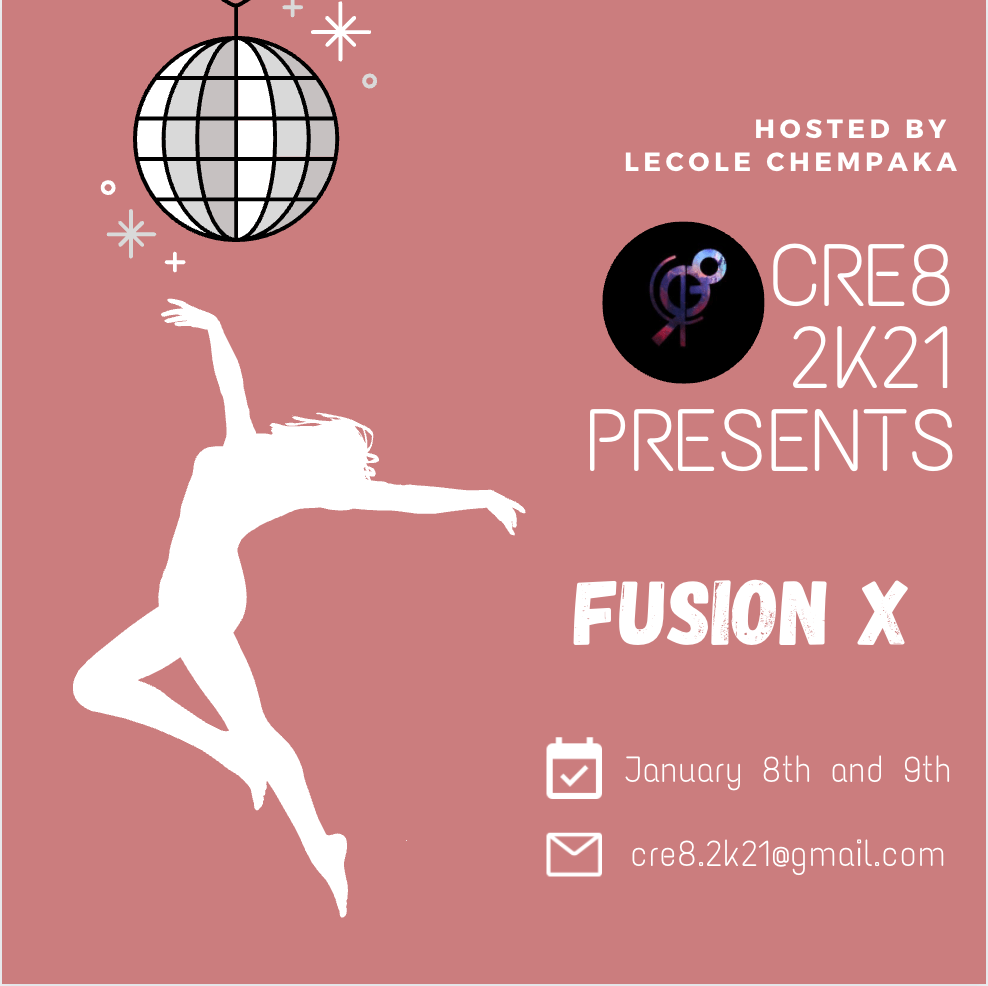 HOSTED BY
LECOLE CHEMPAKA
CRE8
2K21
PRESENTS
FUSION X
January 8th and 9th
cre8.2k21@gmail.com